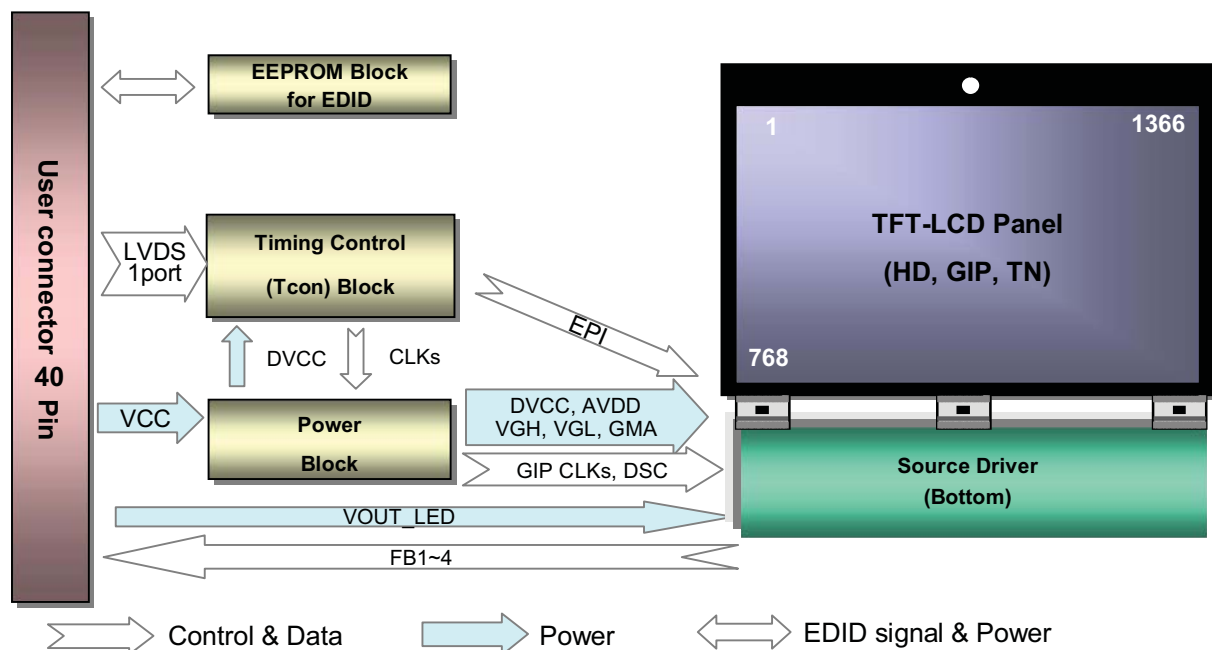 User connector 40 Pin
EEPROM Block
for EDID
LVDS
1port
Timing Control
(Tcon) Block
DVCC
CLKs
EPI
VCC
Power
Block
DVCC, AVDD
VGH, VGL, GMA
GIP CLKs, DSC
VOUT_LED
FB1~4
1
1366
TFT-LCD Panel
(HD, GIP, TN)
768
Source Driver
(Bottom)
Control & Data
Power
EDID signal & Power